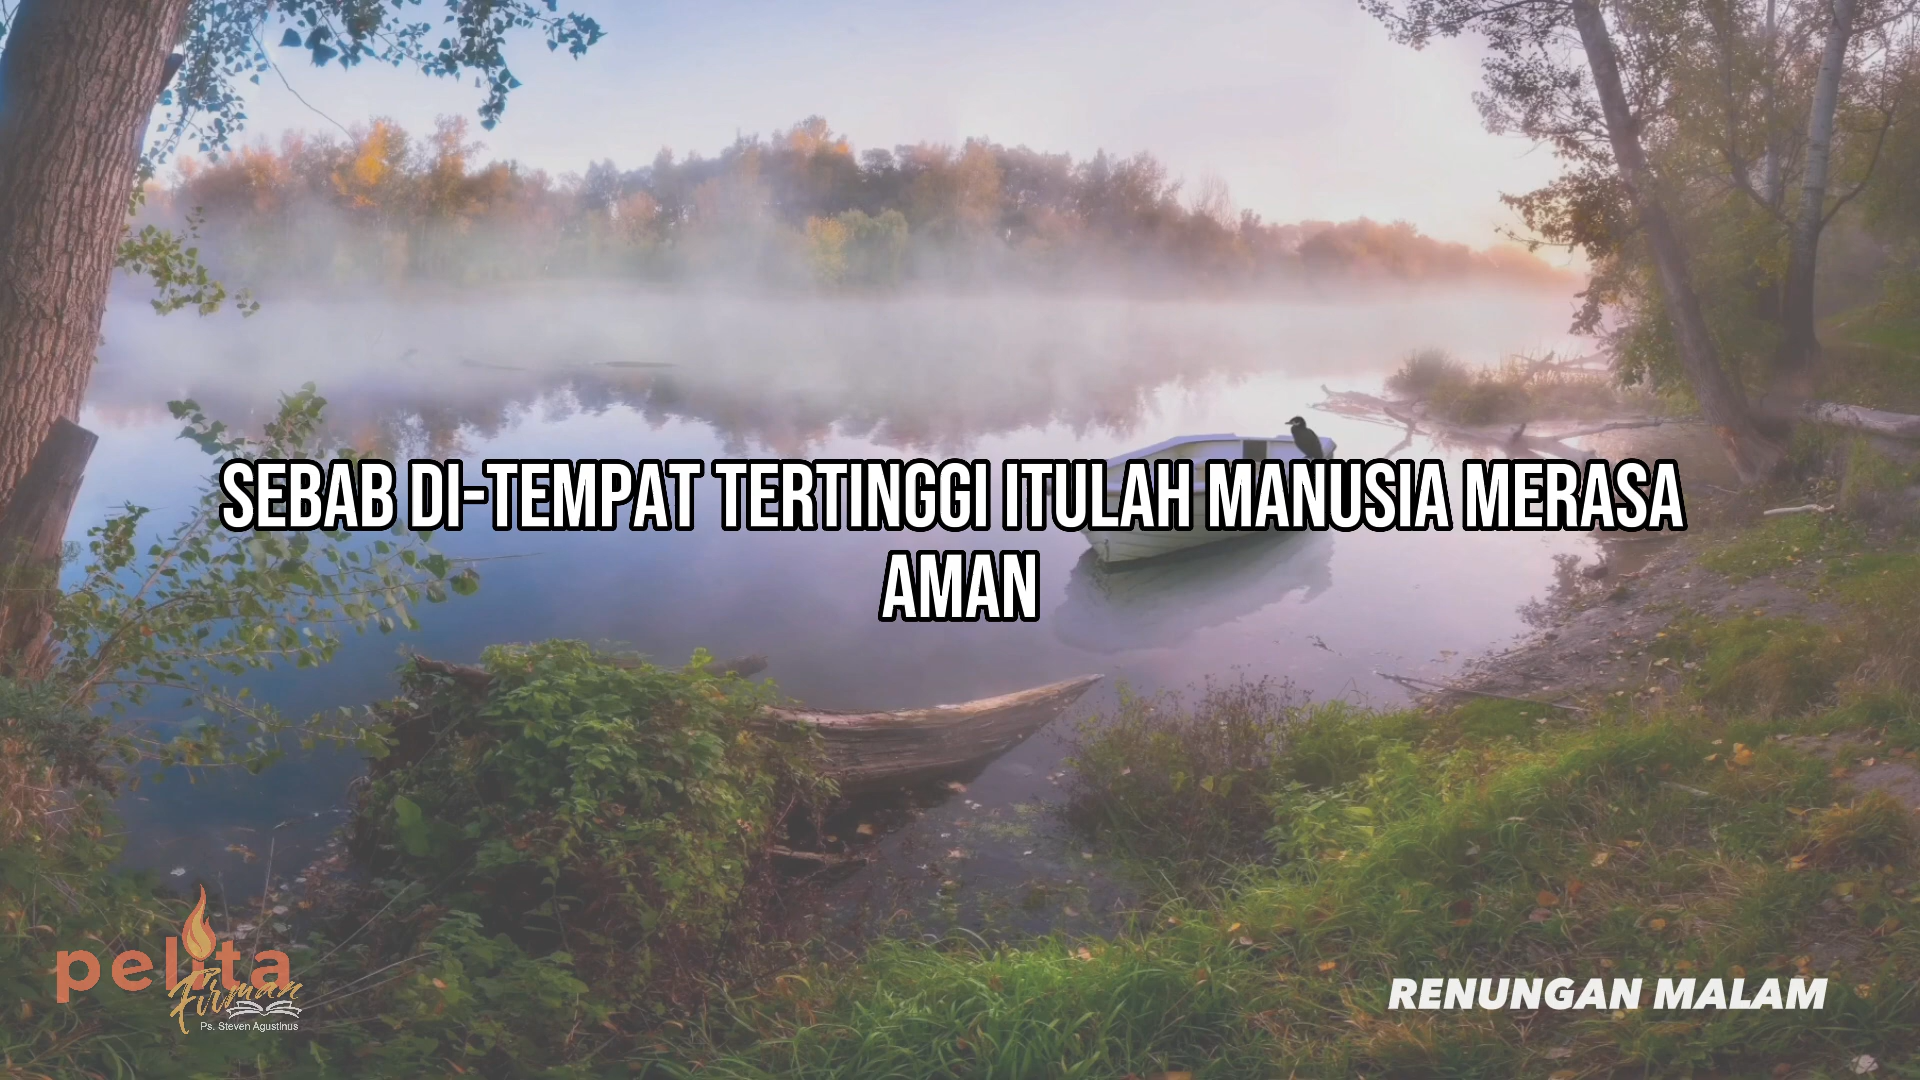 SEBAB DI-TEMPAT TERTINGGI ITULAH MANUSIA MERASA
AMAN
pelita
Firman
Ps. Steven Agustinus
RENUNGAN MALAM